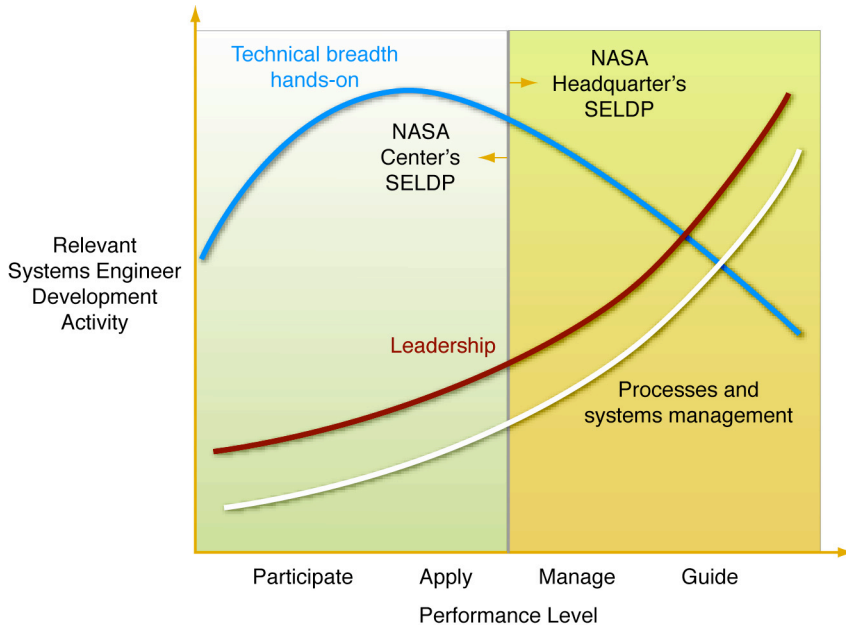 Technical breadth
hands-on
NASA
Headquarter's
SELDP
NASA
Center's
SELDP
Relevant
Systems Engineer
Development
Activity
Leadership
Processes and
systems management
Participate
Apply
Manage
Guide
Performance Level